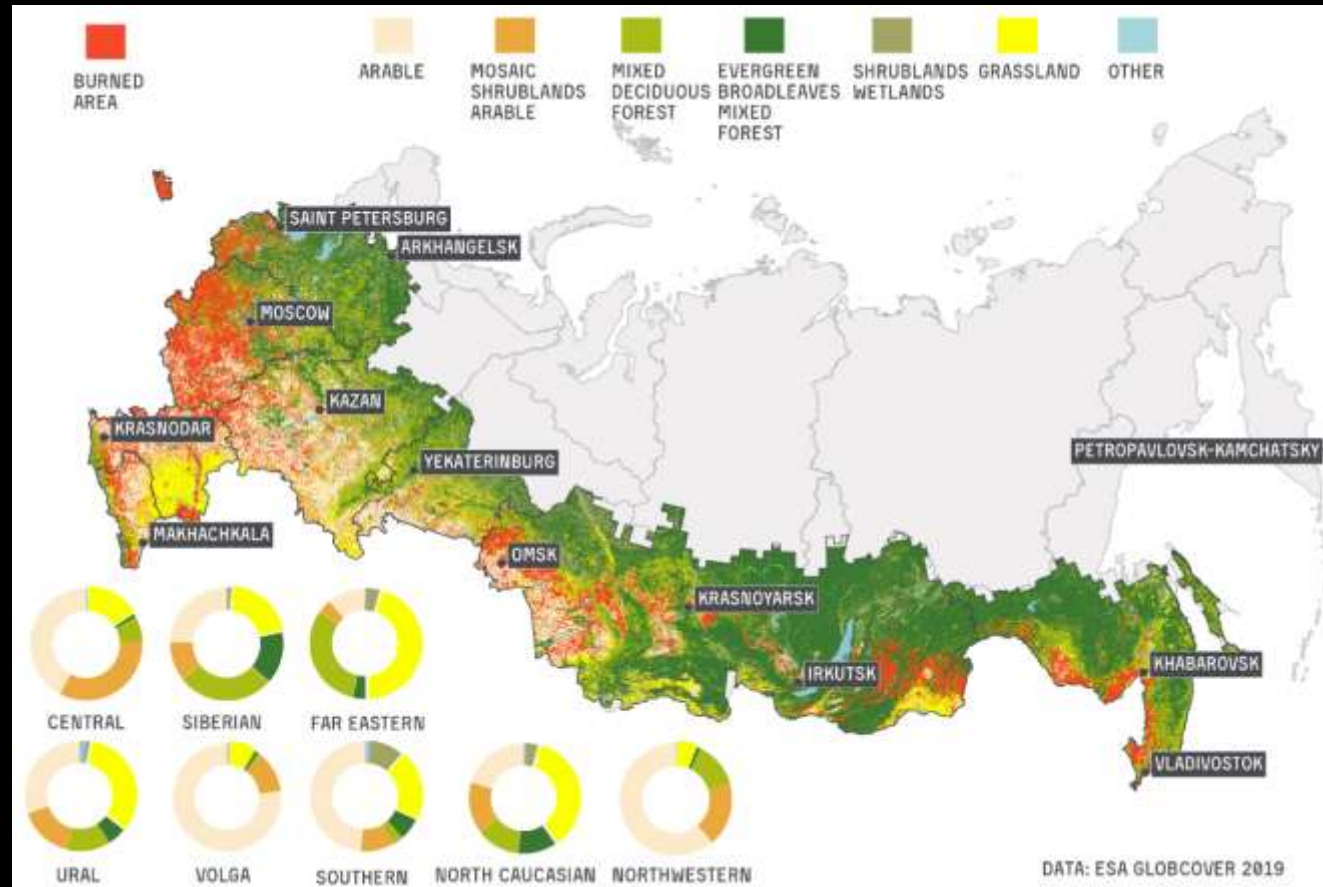 BURNED
AREA
ARABLE
MOSAIC
SHRUBLANDS
ARABLE
MIXED
DECIDUOUS
FOREST
EVERGREEN
BROADLEAVES
MIXED
FOREST
SHRUBLANDS
WETLANDS
GRASSLAND
OTHER
SAINT PETERSBURG
ARKHANGELSK
MOSCOW
KAZAN
KRASNODAR
YEKATERINBURG
PETROPAVLOVSK-KAMCHATSKY
MAKHACHKALA
OMSK
KRASNOYARSK
IRKUTSK
KHABAROVSK
VLADIVOSTOK
CENTRAL
SIBERIAN
FAR EASTERN
URAL
VOLGA
SOUTHERN
NORTH CAUCASIAN
NORTHWESTERN
DATA: ESA GLOBCOVER 2019